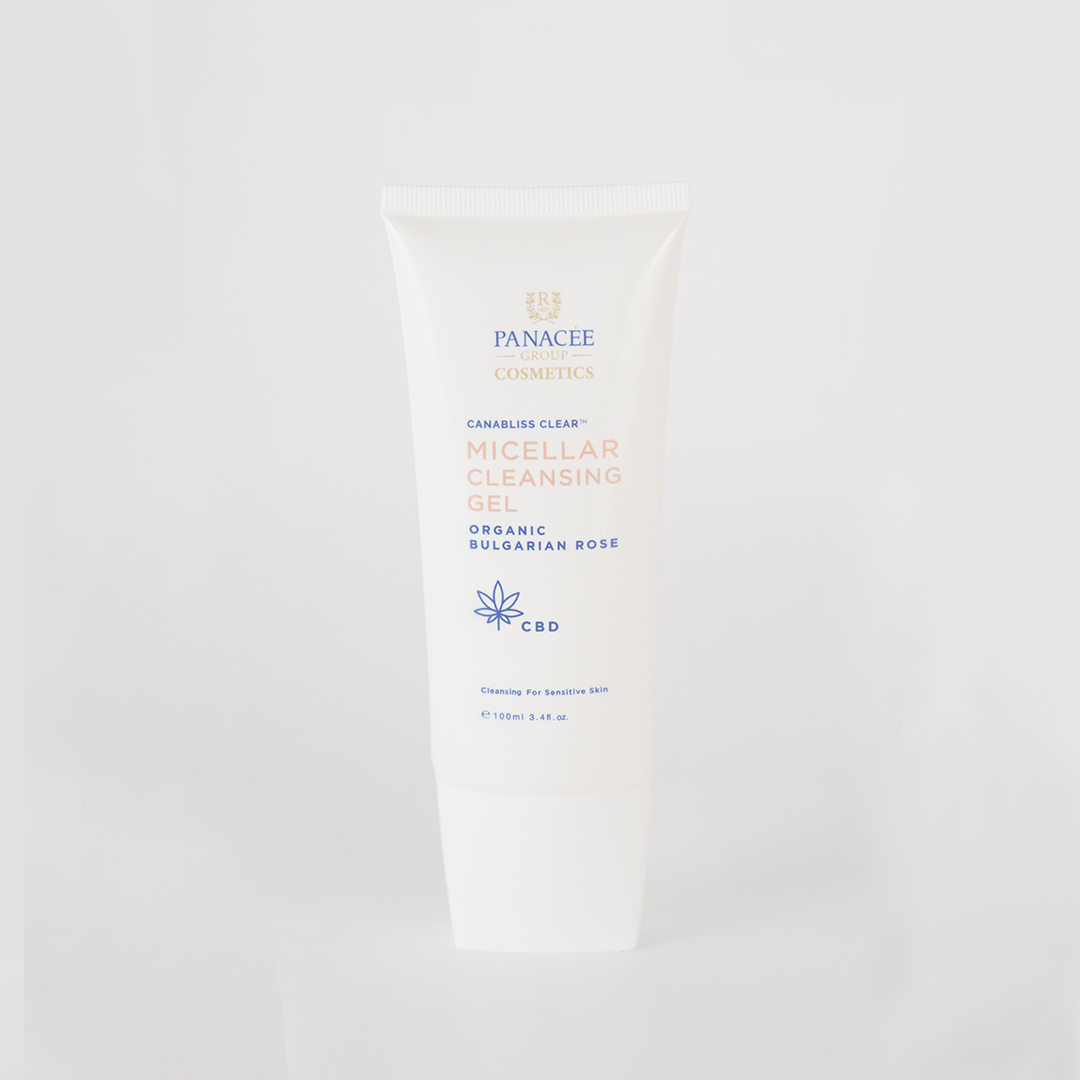 R
PANACÉE
GROUP
COSMETICS
CANABLISS CLEAR™
MICELLAR
CLEANSING
GEL
ORGANIC
BULGARIAN ROSE
CBD
Cleansing For Sensitive Skin
℮ 100ml 3.4fl.oz.